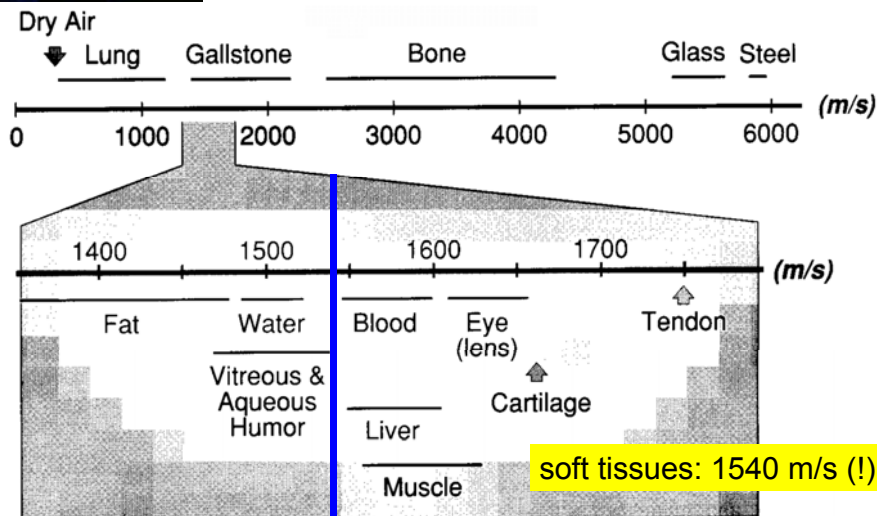 Dry Air
Lung Gallstone Bone Glass Steel
(m/s)
0 1000 2000 3000 4000 5000 6000
1400 1500 1600 1700
(m/s)
Fat Water Blood Eye (lens) Tendon
Vitreous & Aqueous Humor
Liver
Cartilage
Muscle
soft tissues: 1540 m/s (!)